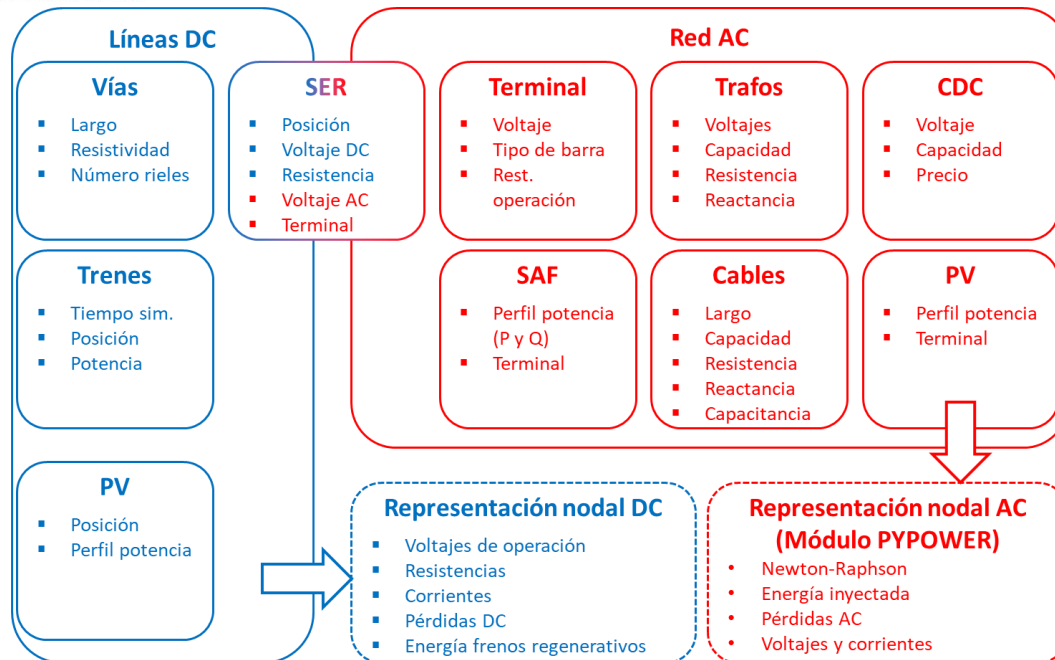 Líneas DC
Vías
Largo
Resistividad
Número rieles
Trenes
Tiempo sim.
Posición
Potencia
PV
Posición
Perfil potencia
SER
Posición
Voltaje DC
Resistencia
Voltaje AC
Terminal
Red AC
Terminal
Voltaje
Tipo de barra
Rest.
operación
Trafos
Voltajes
Capacidad
Resistencia
Reactancia
CDC
Voltaje
Capacidad
Precio
SAF
Perfil potencia
(P y Q)
Terminal
Cables
Largo
Capacidad
Resistencia
Reactancia
Capacitancia
PV
Perfil potencia
Terminal
Representación nodal DC
Voltajes de operación
Resistencias
Corrientes
Pérdidas DC
Energía frenos regenerativos
Representación nodal AC
(Módulo PYPOWER)
Newton-Raphson
Energía inyectada
Pérdidas AC
Voltajes y corrientes